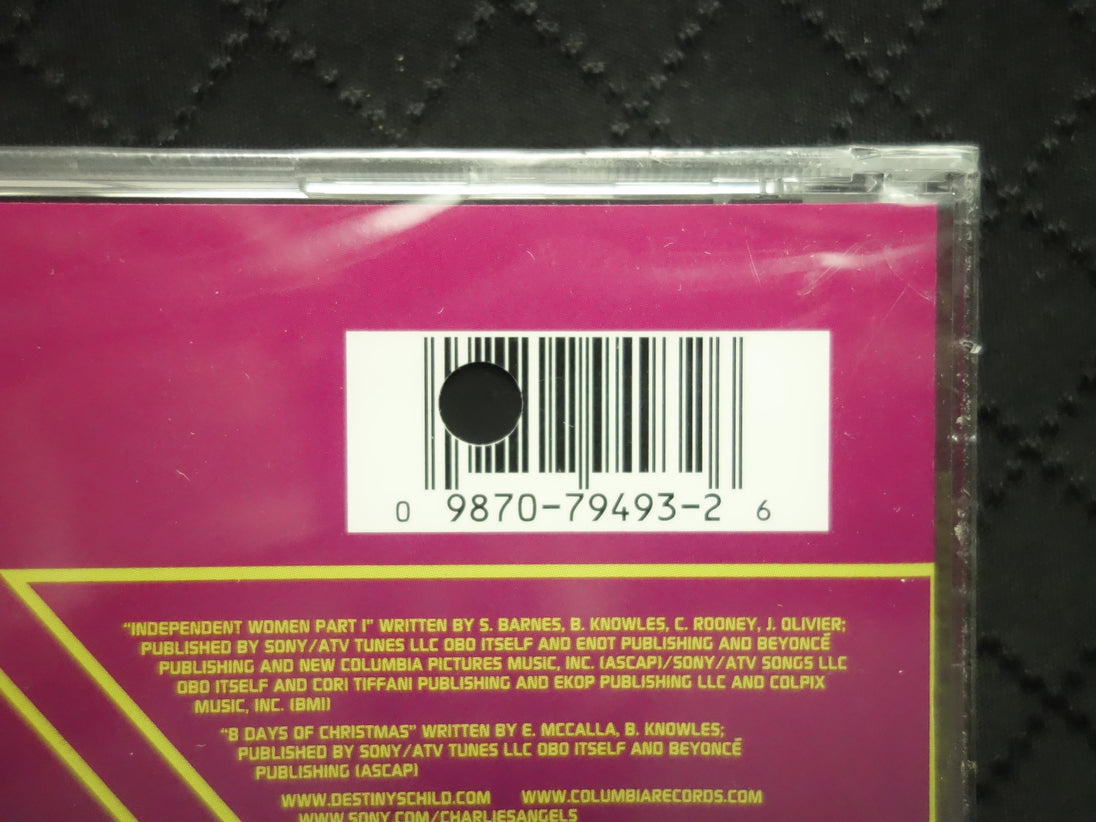 0 9870-79493-2 6
"INDEPENDENT WOMEN PART I" WRITTEN BY S. BARNES, B. KNOWLES, C. ROONEY, J. OLIVIER;
PUBLISHED BY SONY/ATV TUNES LLC OBO ITSELF AND ENOT PUBLISHING AND BEYONCÉ
PUBLISHING AND NEW COLUMBIA PICTURES MUSIC, INC. (ASCAP)/SONY/ATV SONGS LLC
OBO ITSELF AND CORI TIFFANI PUBLISHING AND EKOP PUBLISHING LLC AND COLPIX
MUSIC, INC. (BMI)
"8 DAYS OF CHRISTMAS" WRITTEN BY E. MCCALLA, B. KNOWLES;
PUBLISHED BY SONY/ATV TUNES LLC OBO ITSELF AND BEYONCÉ
PUBLISHING (ASCAP)
WWW.DESTINYSCHILD.COM WWW.COLUMBIARECORDS.COM
WWW.SONY.COM/CHARLIESANGELS